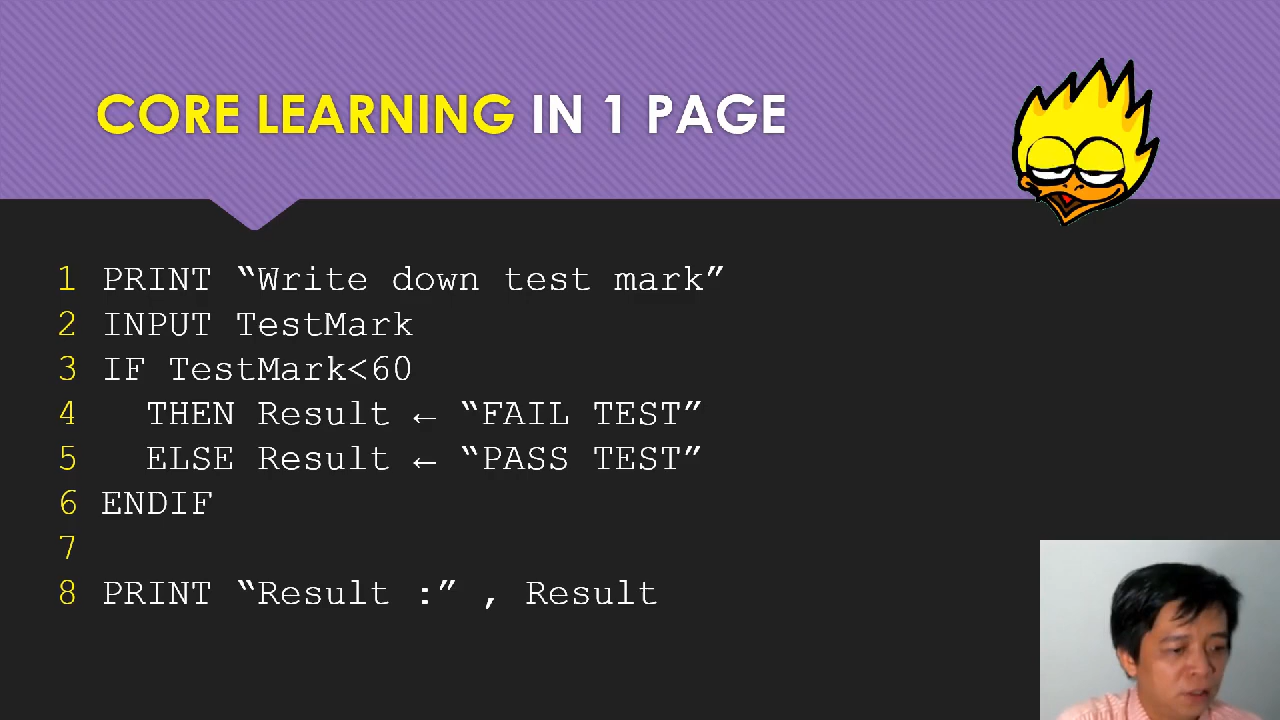 CORE LEARNING IN 1 PAGE
1 PRINT “Write down test mark”
2 INPUT TestMark
3 IF TestMark<60
4 THEN Result ← “FAIL TEST”
5 ELSE Result ← “PASS TEST”
6 ENDIF
7
8 PRINT “Result :” , Result